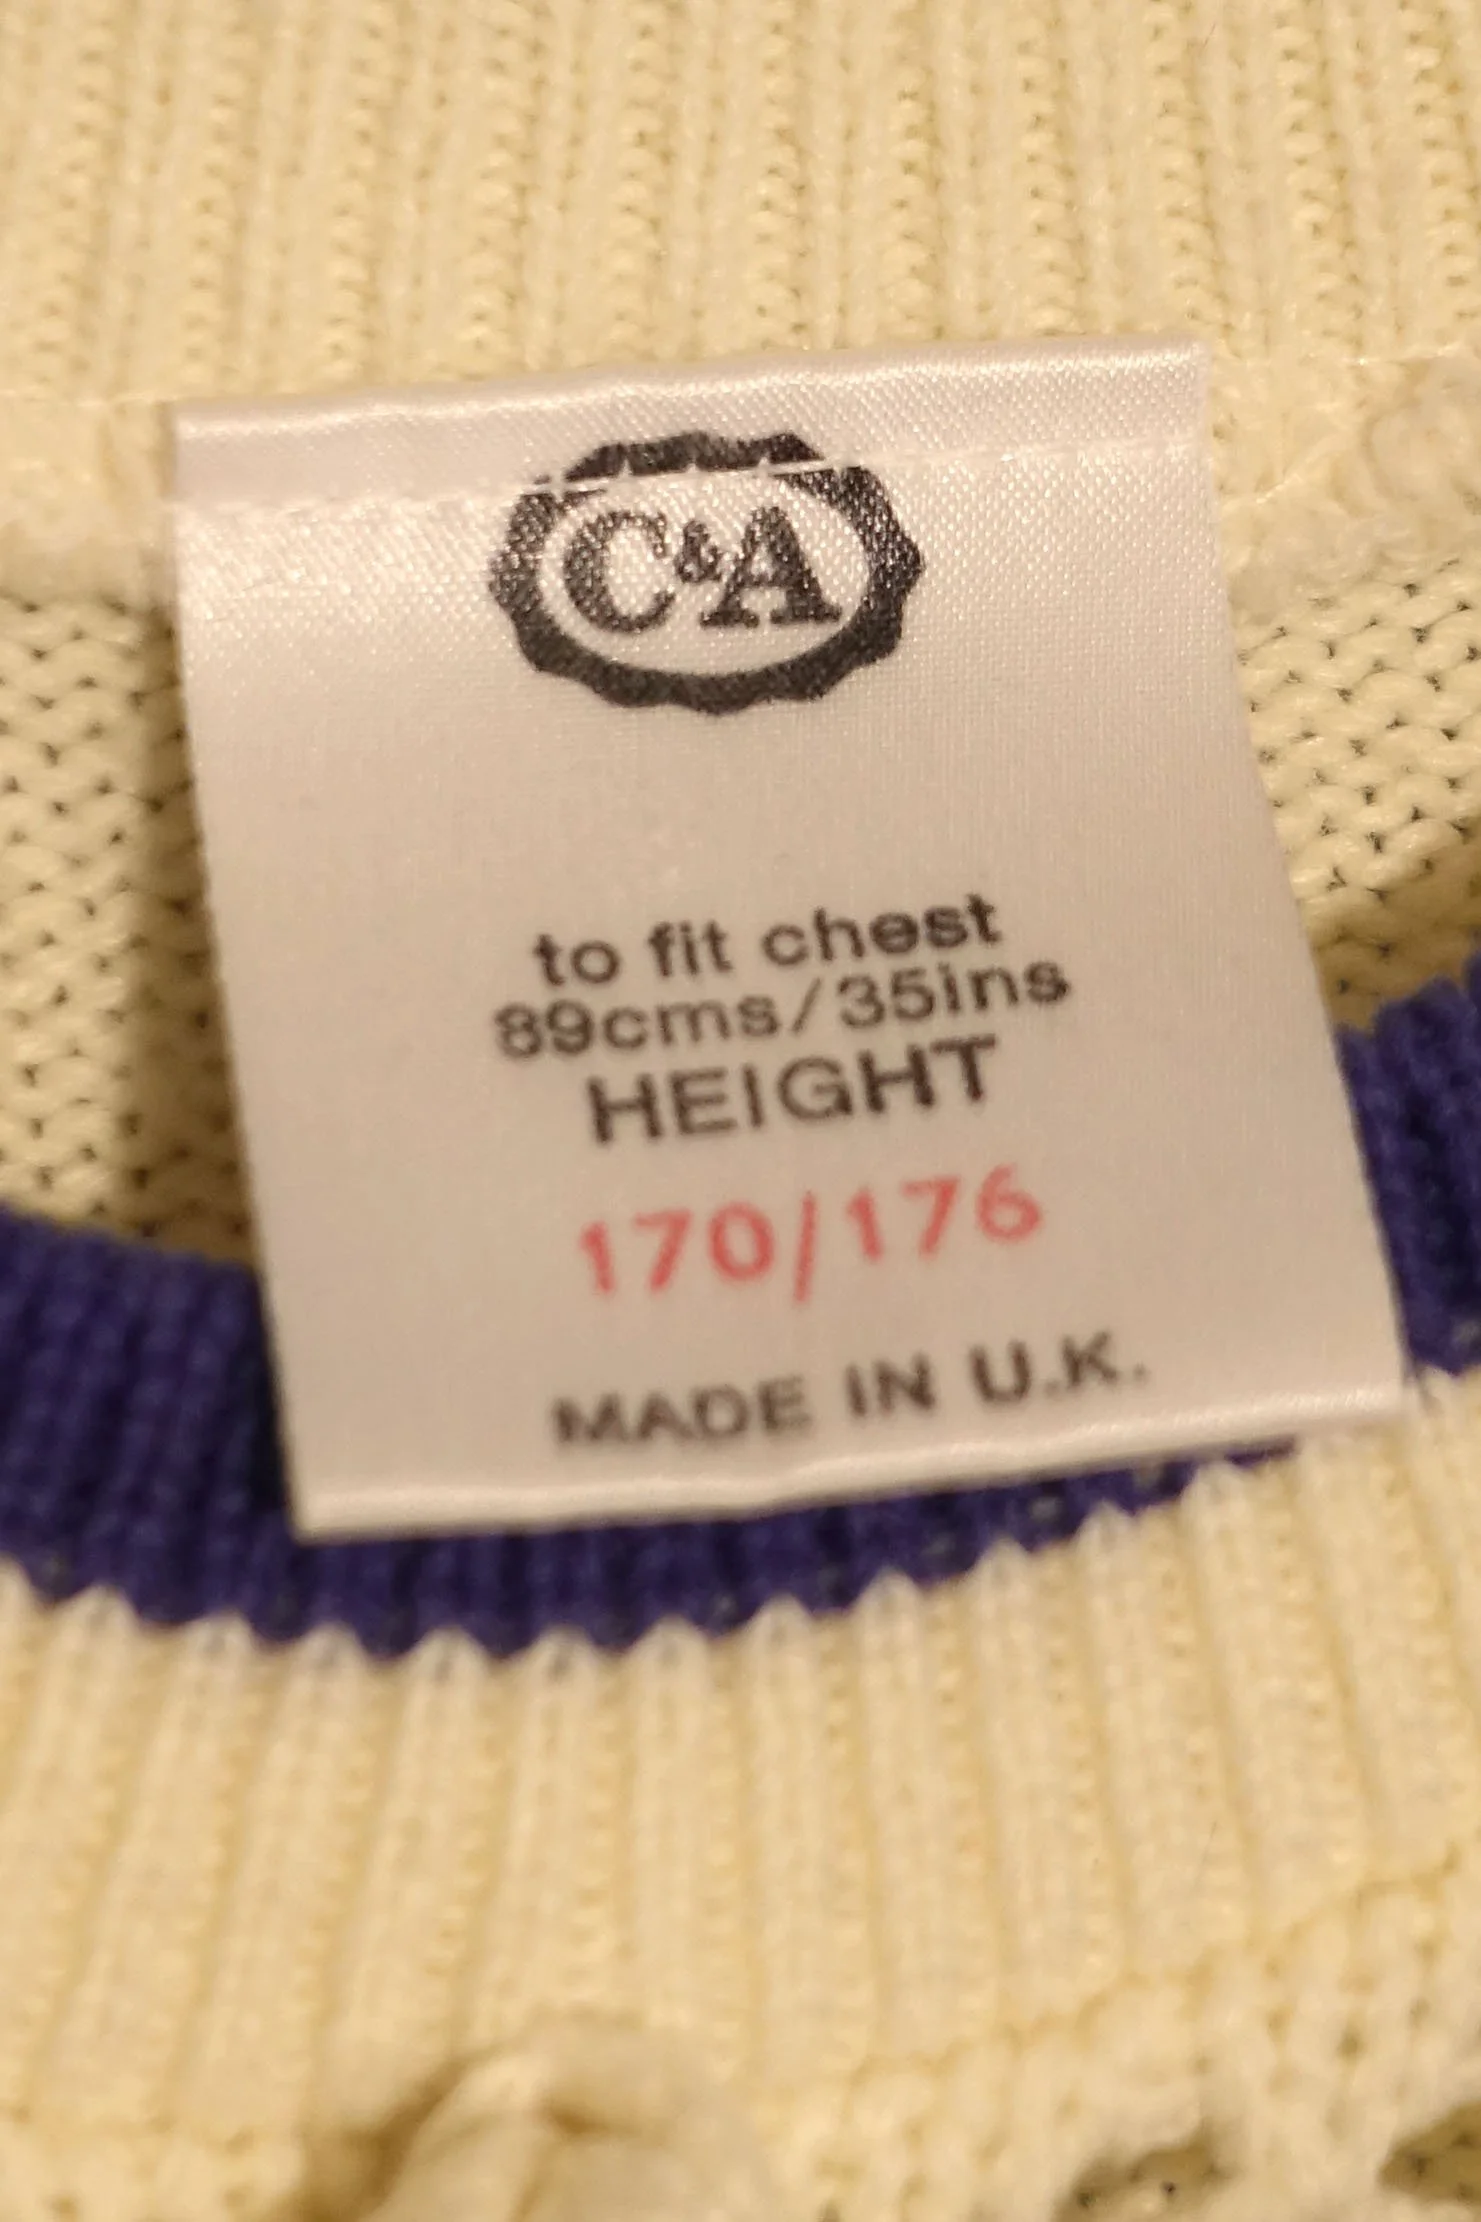 C&A
to fit chest
89cms/35ins
HEIGHT
170/176
MADE IN U.K.